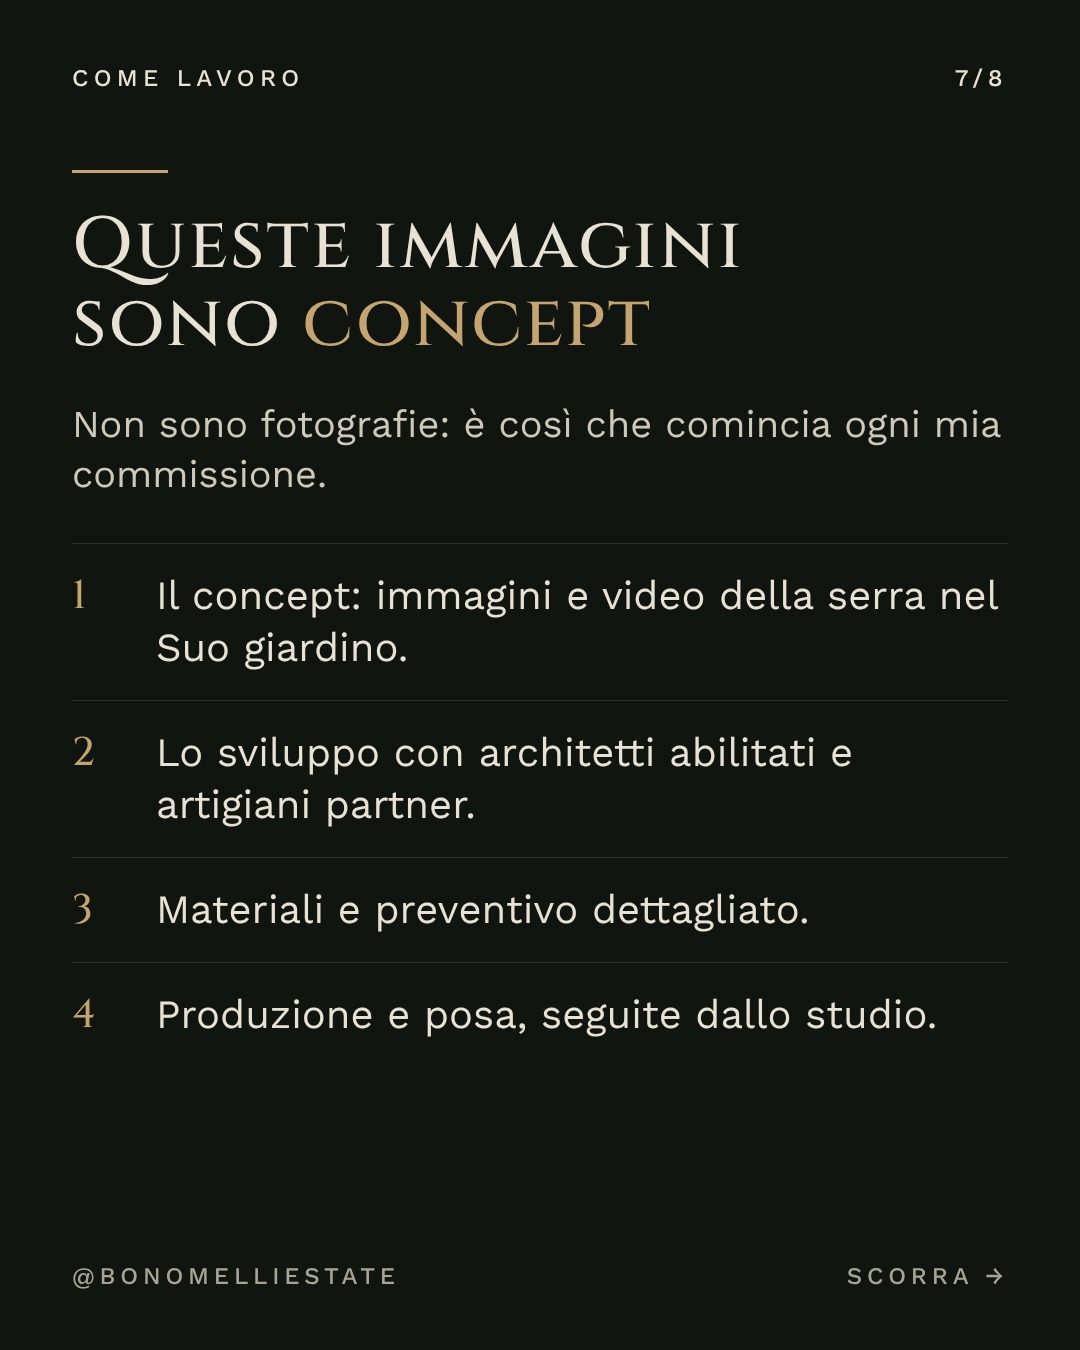 COME LAVORO
7/8
QUESTE IMMAGINI
SONO CONCEPT
Non sono fotografie: è così che comincia ogni mia
commissione.
1 Il concept: immagini e video della serra nel
Suo giardino.
2 Lo sviluppo con architetti abilitati e
artigiani partner.
3 Materiali e preventivo dettagliato.
4 Produzione e posa, seguite dallo studio.
@BONOMELLIESTATE
SCORRA →